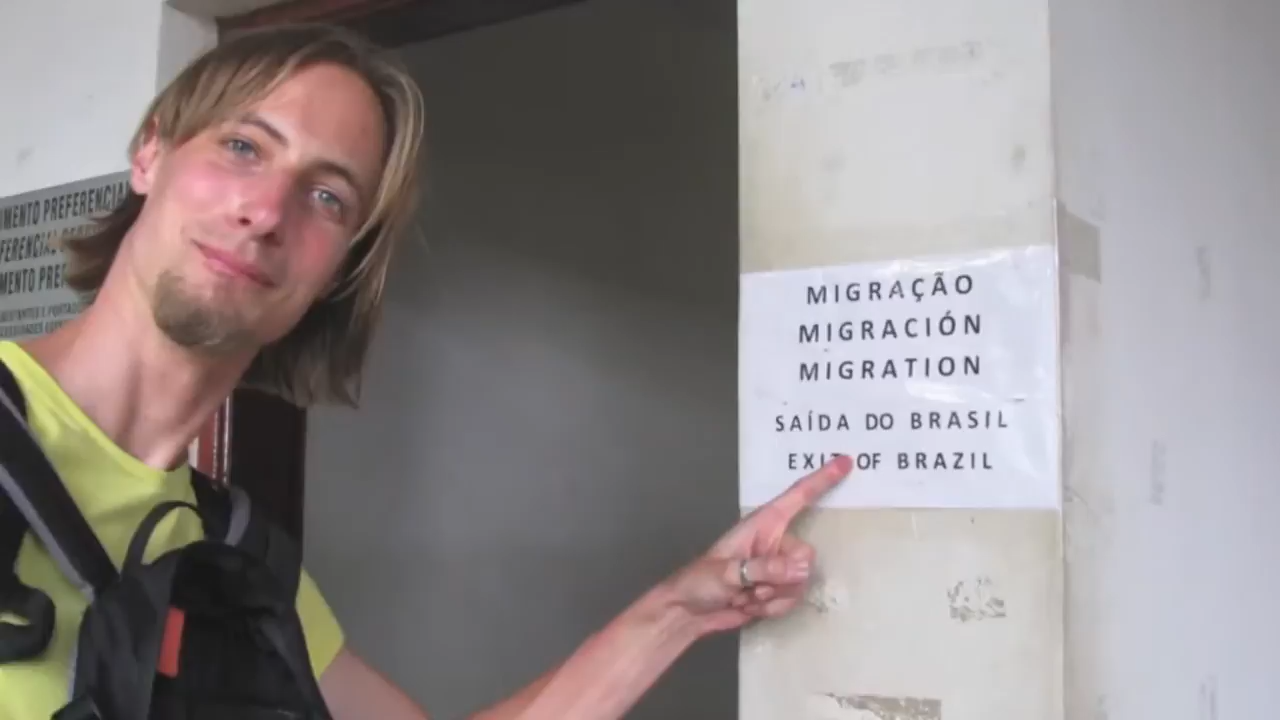 IMENTO PREFERENCIAL
FERENCIAL
MENTO PREF
MIGRAÇÃO
MIGRACIÓN
MIGRATION
SAÍDA DO BRASIL
EXIT OF BRAZIL